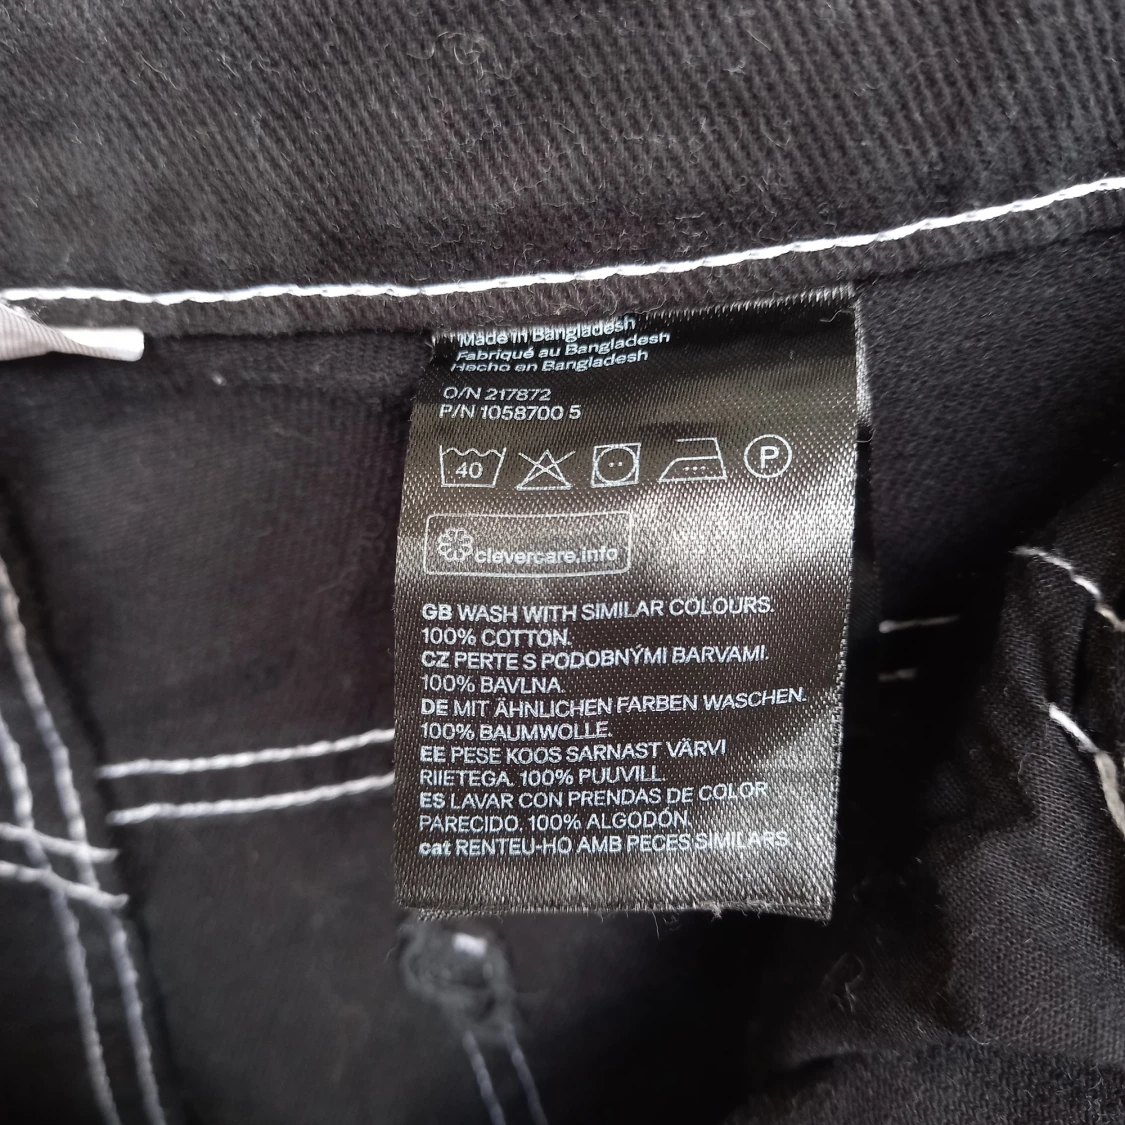 Made in Bangladesh
Fabriqué au Bangladesh
Hecho en Bangladesh
O/N 217872
P/N 1058700 5
40 P
clevercare.info
GB WASH WITH SIMILAR COLOURS.
100% COTTON.
CZ PERTE S PODOBNÝMI BARVAMI.
100% BAVLNA.
DE MIT ÄHNLICHEN FARBEN WASCHEN.
100% BAUMWOLLE.
EE PESE KOOS SARNAST VÄRVI
RIIETEGA. 100% PUUVILL.
ES LAVAR CON PRENDAS DE COLOR
PARECIDO. 100% ALGODÓN.
cat RENTEU-HO AMB PECES SIMILARS.